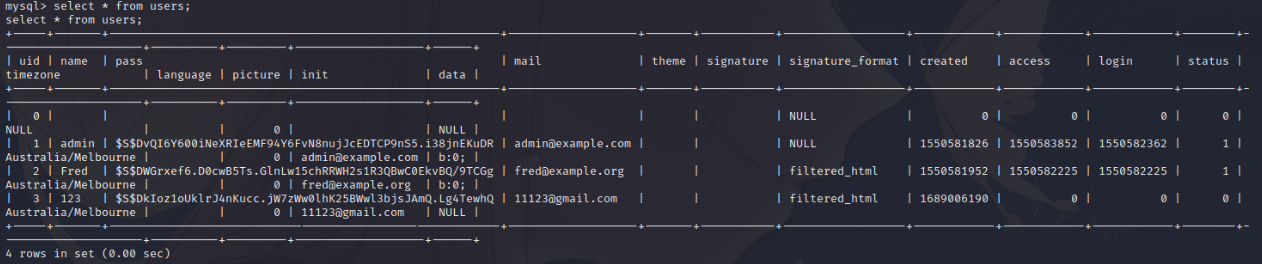 mysql> select * from users;
select * from users;
| uid | name | pass | mail | theme | signature | signature_format | created | access | login | status |
timezone | language | picture | init | data |
| 0 | | | | | | NULL | 0 | 0 | 0 | 0 |
NULL | | 0 | | NULL |
| 1 | admin | $S$DvQI6Y600iNeXRIeEMF94Y6FvN8nujJcEDTCP9nS5.i38jnEKuDR | admin@example.com | | | NULL | 1550581826 | 1550583852 | 1550582362 | 1 |
Australia/Melbourne | | 0 | admin@example.com | b:0; |
| 2 | Fred | $S$DWGrxef6.D0cwB5Ts.GlnLw15chRRWH2s1R3QBwC0EkvBQ/9TCGg | fred@example.org | | | filtered_html | 1550581952 | 1550582225 | 1550582225 | 1 |
Australia/Melbourne | | 0 | fred@example.org | b:0; |
| 3 | 123 | $S$DkIoz1oUklrJ4nKucc.jW7zWw0lhK25BWwl3bjsJAmQ.Lg4TewhQ | 11123@gmail.com | | | filtered_html | 1689006190 | 0 | 0 | 0 |
Australia/Melbourne | | 0 | 11123@gmail.com | NULL |
4 rows in set (0.00 sec)